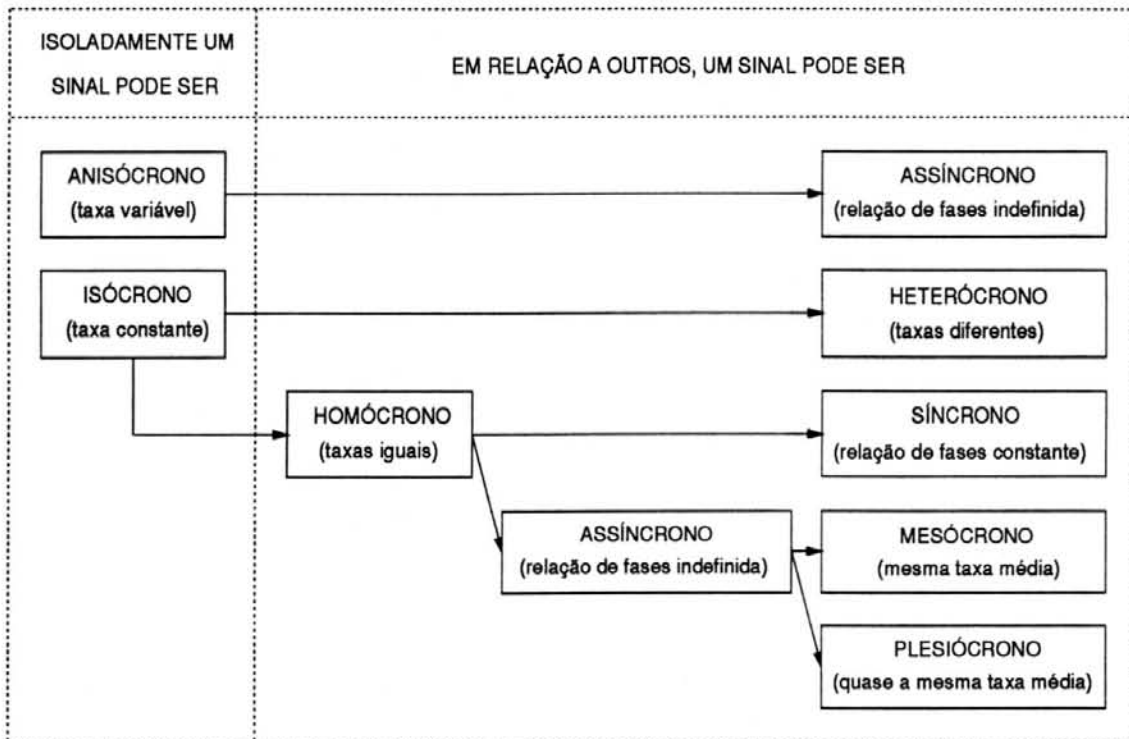 ISOLADAMENTE UM
SINAL PODE SER
EM RELAÇÃO A OUTROS, UM SINAL PODE SER
ANISÓCRONO
(taxa variável)
ASSÍNCRONO
(relação de fases indefinida)
ISÓCRONO
(taxa constante)
HETERÓCRONO
(taxas diferentes)
HOMÓCRONO
(taxas iguais)
SÍNCRONO
(relação de fases constante)
ASSÍNCRONO
(relação de fases indefinida)
MESÓCRONO
(mesma taxa média)
PLESIÓCRONO
(quase a mesma taxa média)